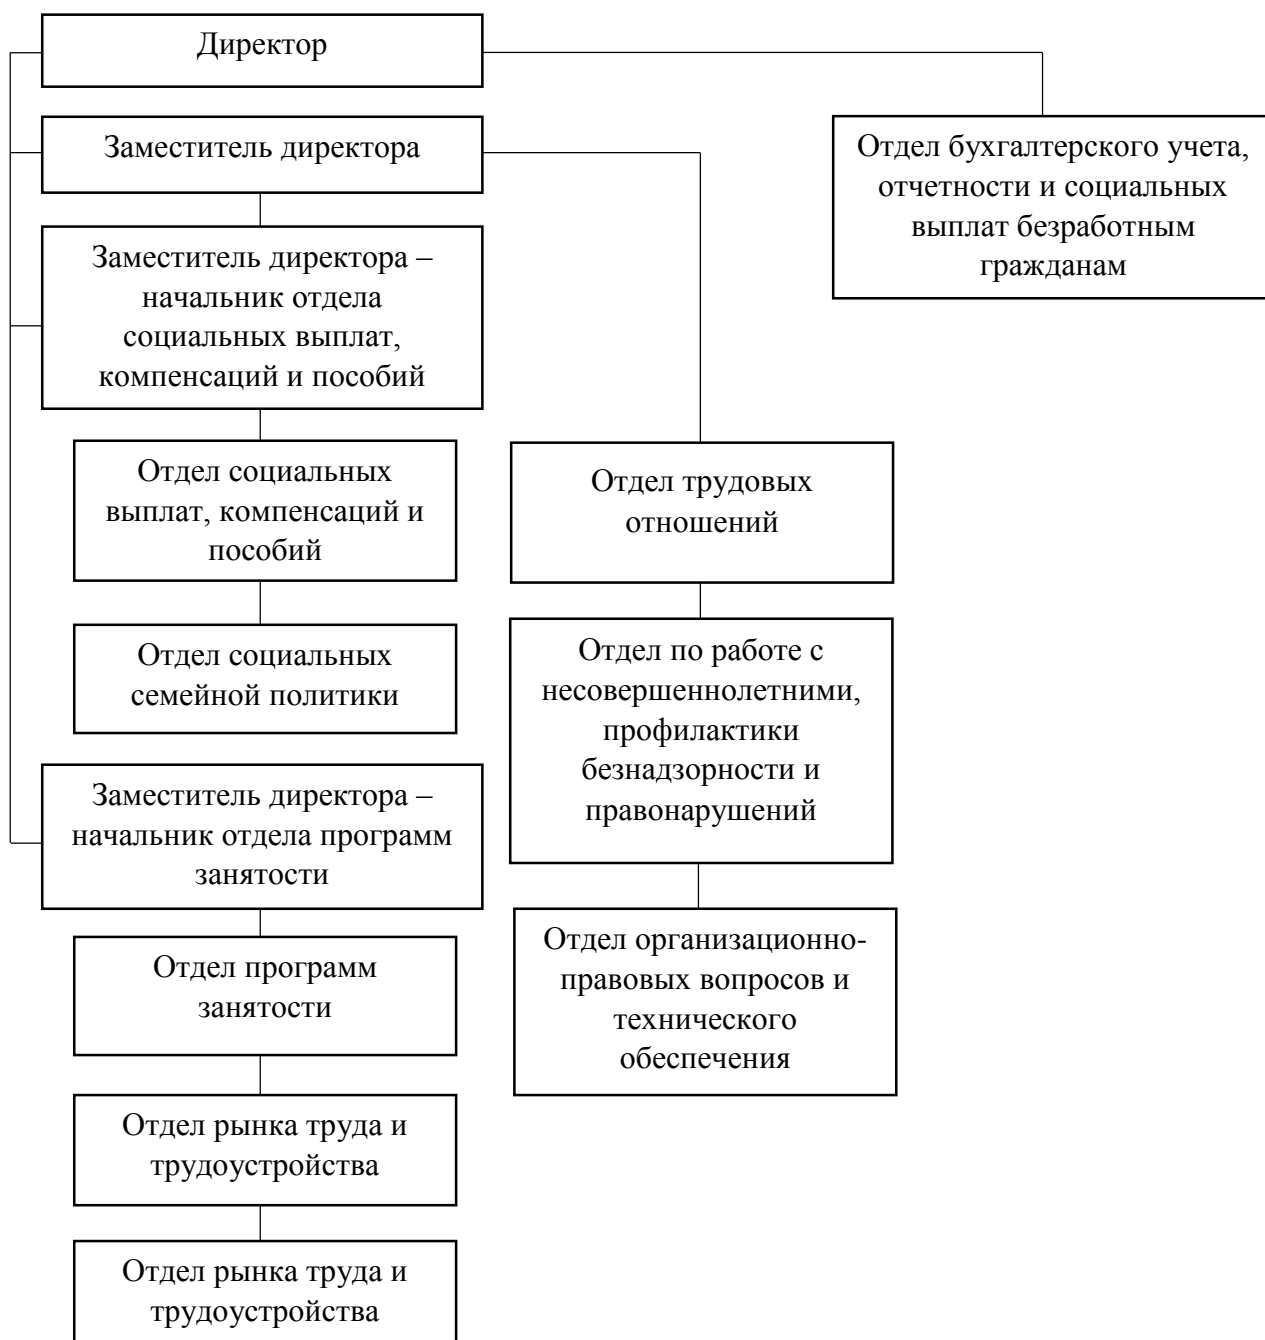 Директор
Заместитель директора
Отдел бухгалтерского учета,
отчетности и социальных
выплат безработным
гражданам
Заместитель директора –
начальник отдела
социальных выплат,
компенсаций и пособий
Отдел социальных
выплат, компенсаций и
пособий
Отдел трудовых
отношений
Отдел социальных
семейной политики
Отдел по работе с
несовершеннолетними,
профилактики
безнадзорности и
правонарушений
Заместитель директора –
начальник отдела программ
занятости
Отдел программ
занятости
Отдел организационно-
правовых вопросов и
технического
обеспечения
Отдел рынка труда и
трудоустройства
Отдел рынка труда и
трудоустройства